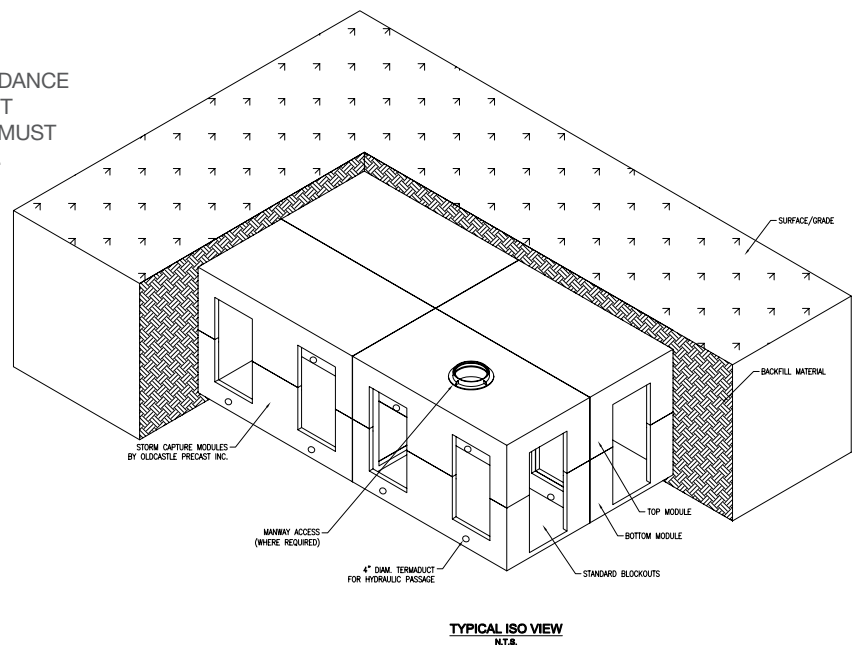 DANCE
T
MUST
SURFACE/GRADE
BACKFILL MATERIAL
STORM CAPTURE MODULES
BY OLDCASTLE PRECAST INC.
MANWAY ACCESS
(WHERE REQUIRED)
4" DIAM. TERMADUCT
FOR HYDRAULIC PASSAGE
TOP MODULE
BOTTOM MODULE
STANDARD BLOCKOUTS
TYPICAL ISO VIEW
N.T.S.